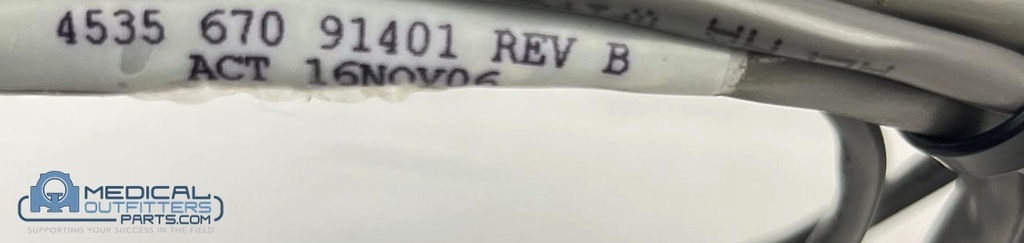 4535 670 91401 REV B
ACT 16NOV06
MEDICAL
OUTFITTERS
PARTS.COM
SUPPORTING YOUR SUCCESS IN THE FIELD